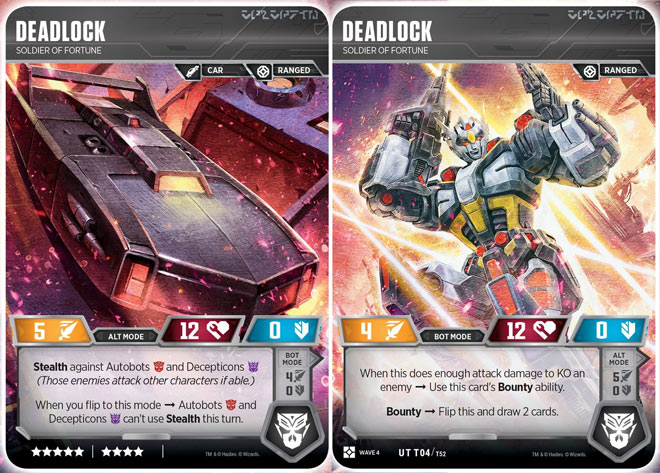 DEADLOCK
SOLDIER OF FORTUNE
CAR
RANGED
5
ALT MODE
12
0
Stealth against Autobots and Decepticons
(Those enemies attack other characters if able.)
When you flip to this mode → Autobots and
Decepticons can't use Stealth this turn.
BOT
MODE
4
0
DEADLOCK
SOLDIER OF FORTUNE
RANGED
4
BOT MODE
12
0
When this does enough attack damage to KO an
enemy → Use this card's Bounty ability.
Bounty → Flip this and draw 2 cards.
ALT
MODE
5
0
WAVE 4
UT T04/T52
TM & © Hasbro. © Wizards.
TM & © Hasbro. © Wizards.